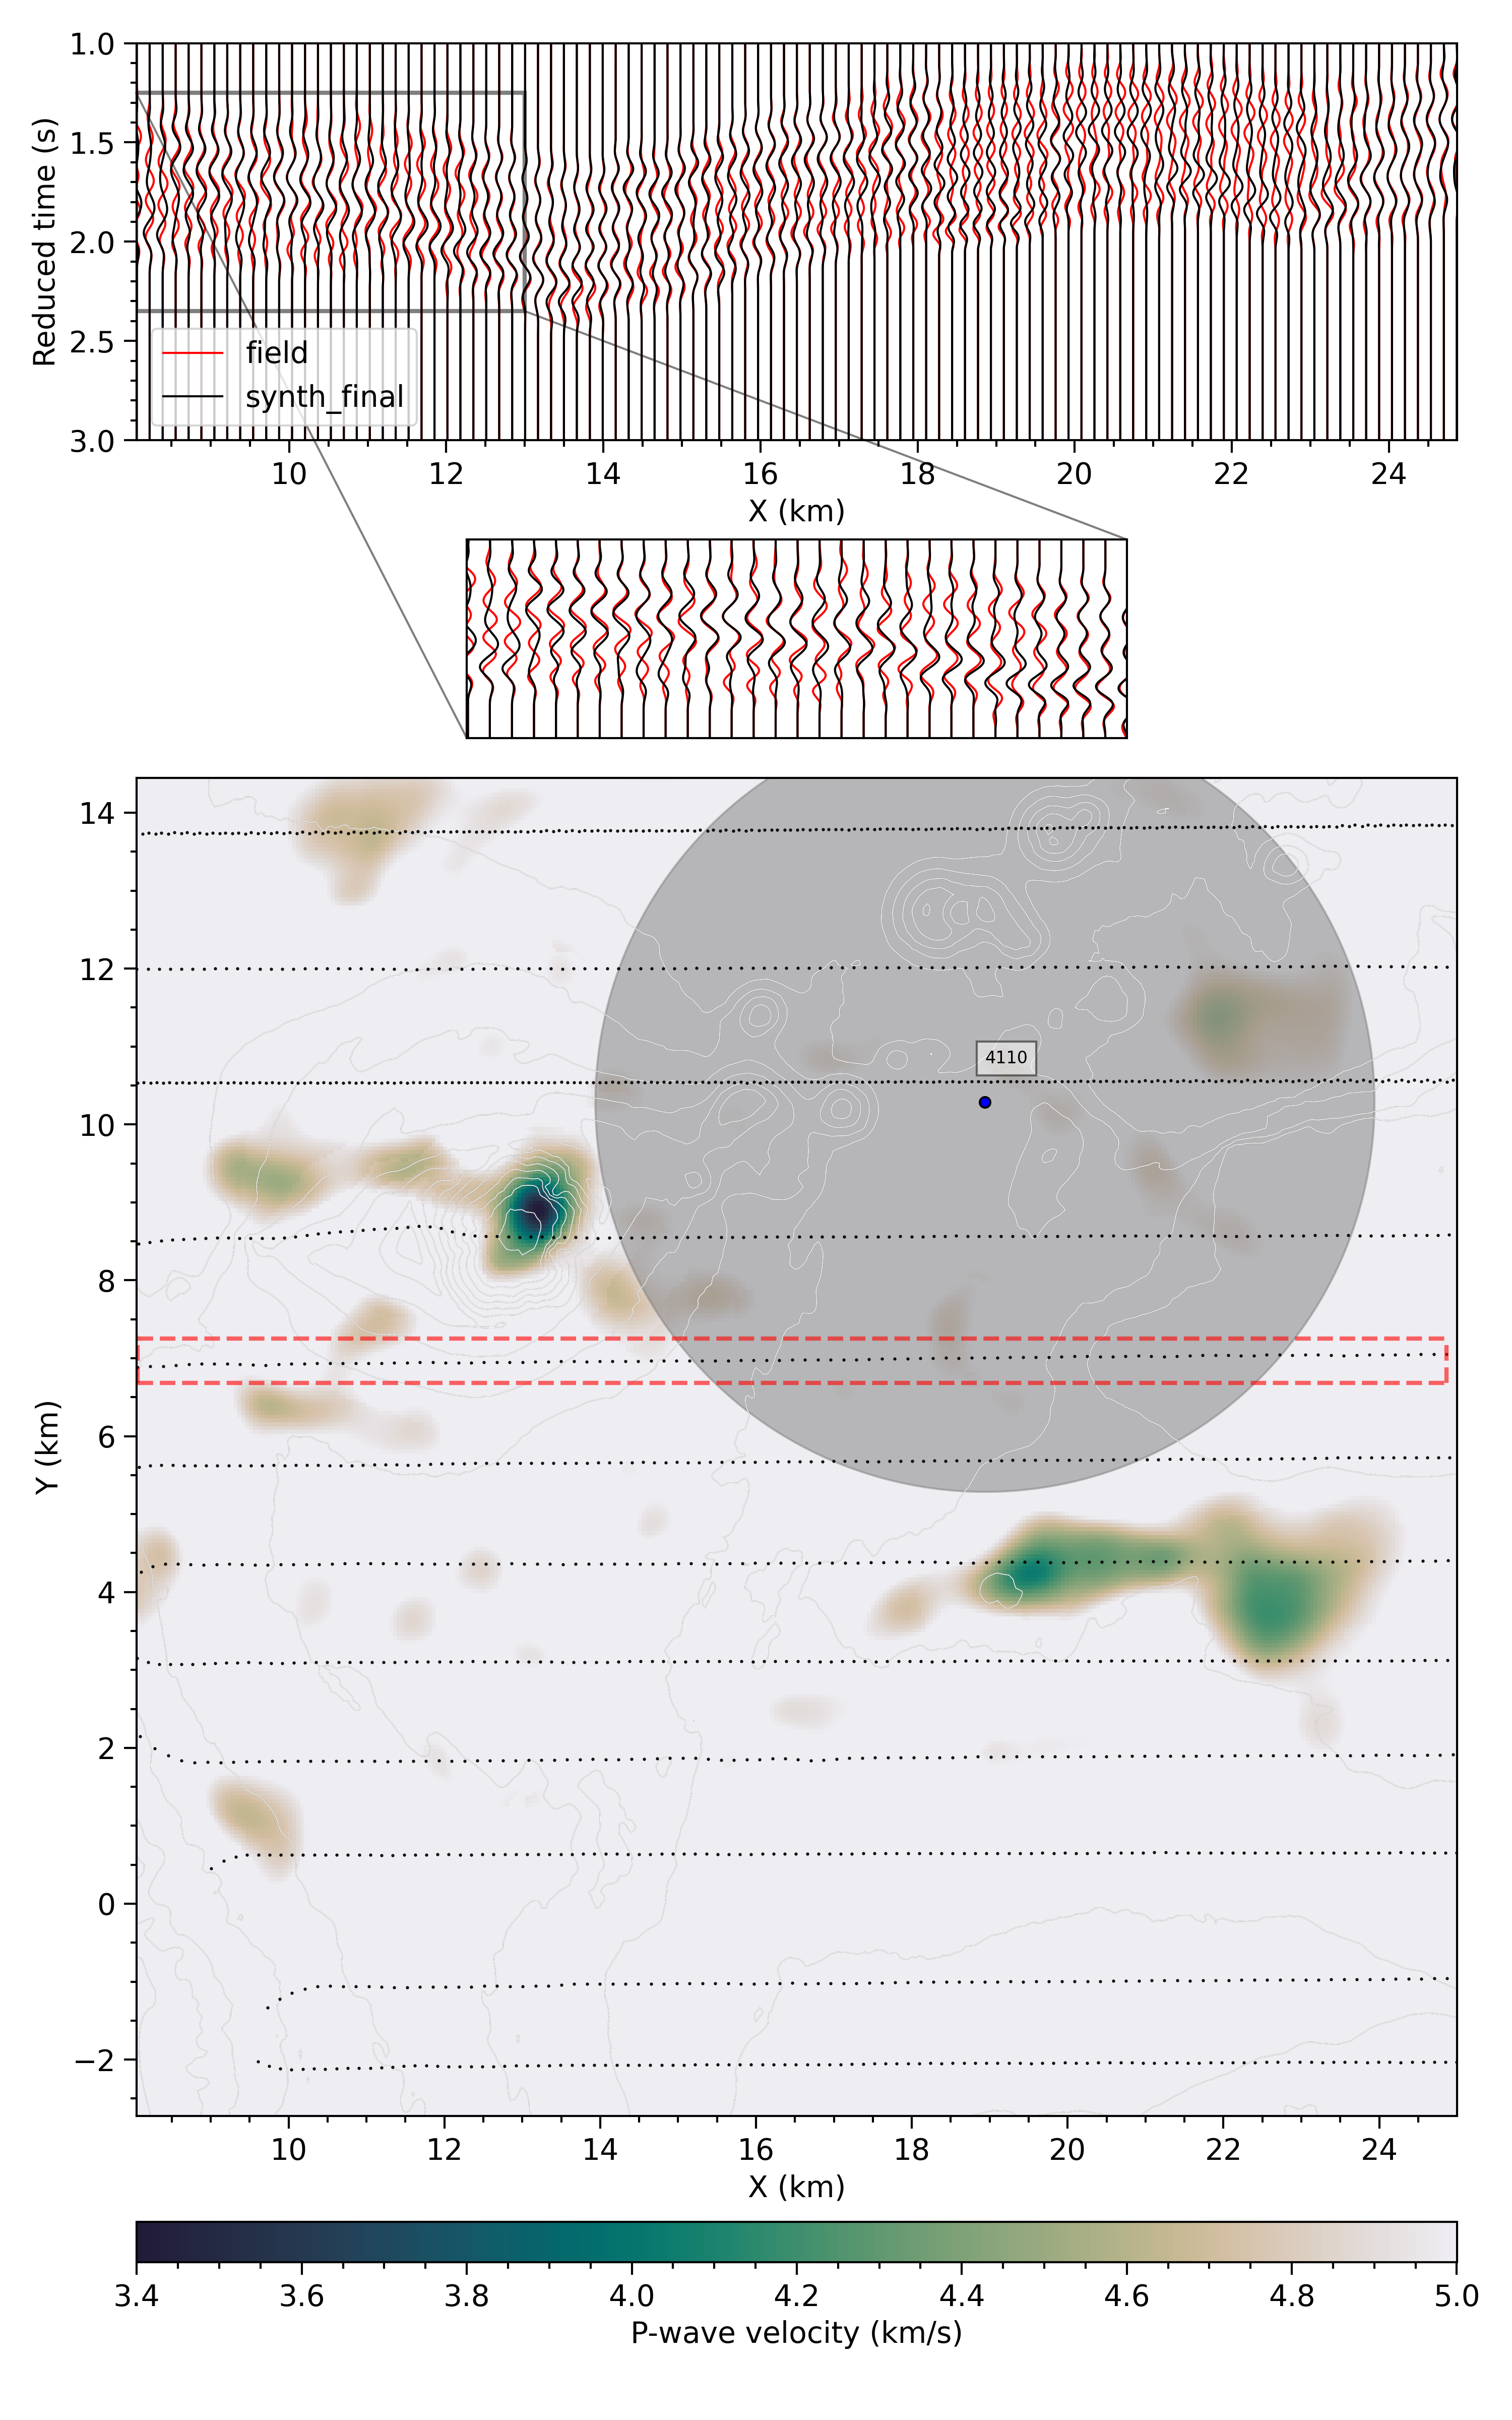 1.0
1.5
2.0
2.5
3.0
Reduced time (s)
field
synth_final
10 12 14 16 18 20 22 24
X (km)
14
12
10
8
6
4
2
0
−2
Y (km)
4110
10 12 14 16 18 20 22 24
X (km)
3.4 3.6 3.8 4.0 4.2 4.4 4.6 4.8 5.0
P-wave velocity (km/s)